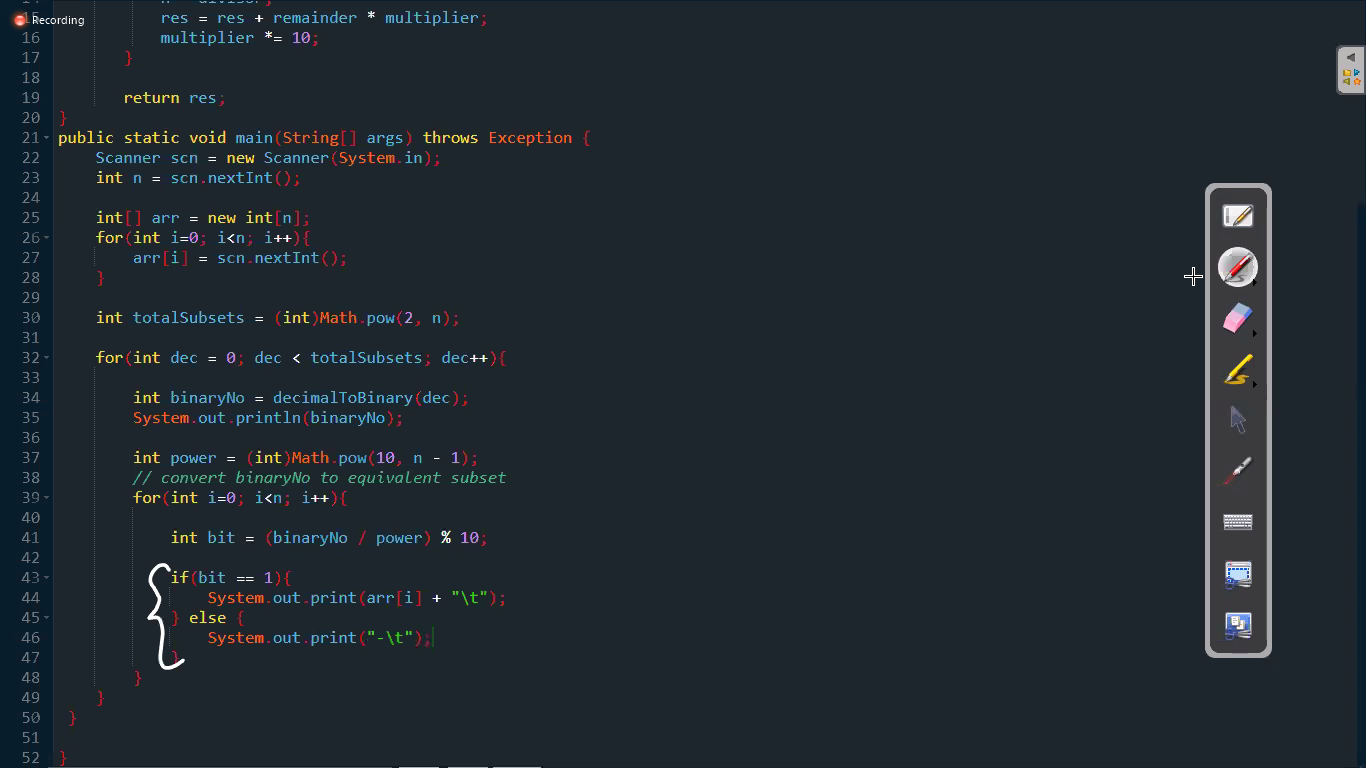 Recording
15 res = res + remainder * multiplier;
16 multiplier *= 10;
17 }
18
19 return res;
20 }
21 public static void main(String[] args) throws Exception {
22 Scanner scn = new Scanner(System.in);
23 int n = scn.nextInt();
24
25 int[] arr = new int[n];
26 for(int i=0; i<n; i++){
27 arr[i] = scn.nextInt();
28 }
29
30 int totalSubsets = (int)Math.pow(2, n);
31
32 for(int dec = 0; dec < totalSubsets; dec++){
33
34 int binaryNo = decimalToBinary(dec);
35 System.out.println(binaryNo);
36
37 int power = (int)Math.pow(10, n - 1);
38 // convert binaryNo to equivalent subset
39 for(int i=0; i<n; i++){
40
41 int bit = (binaryNo / power) % 10;
42
43 if(bit == 1){
44 System.out.print(arr[i] + "\t");
45 } else {
46 System.out.print("-\t");
47 }
48 }
49 }
50 }
51
52 }